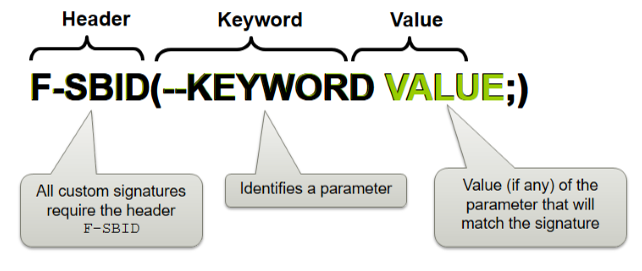 Header Keyword Value
F-SBID(--KEYWORD VALUE;)
All custom signatures
require the header
F-SBID
Identifies a parameter
Value (if any) of the
parameter that will
match the signature